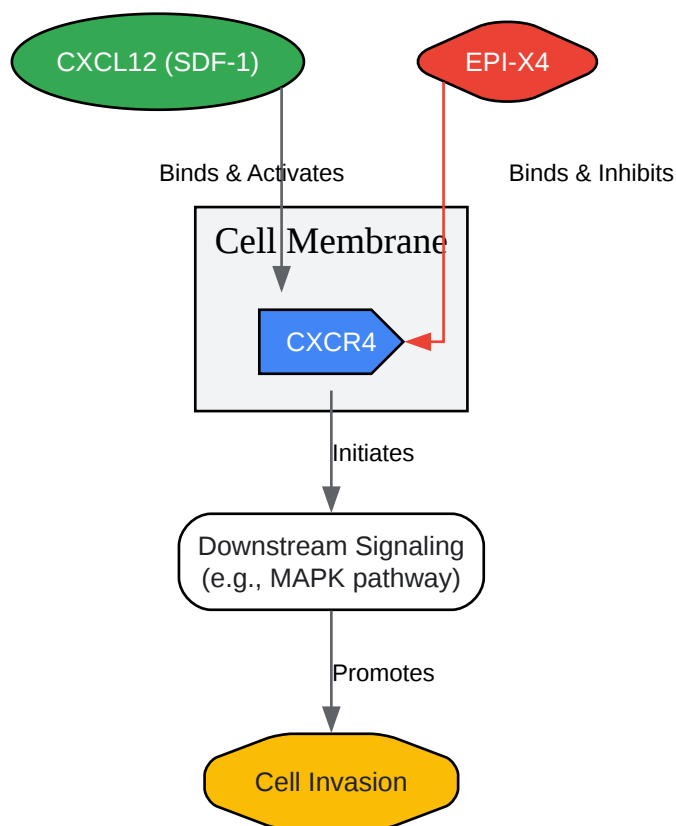 CXCL12 (SDF-1)
EPI-X4
Binds & Activates
Binds & Inhibits
Cell Membrane
CXCR4
Initiates
Downstream Signaling
(e.g., MAPK pathway)
Promotes
Cell Invasion